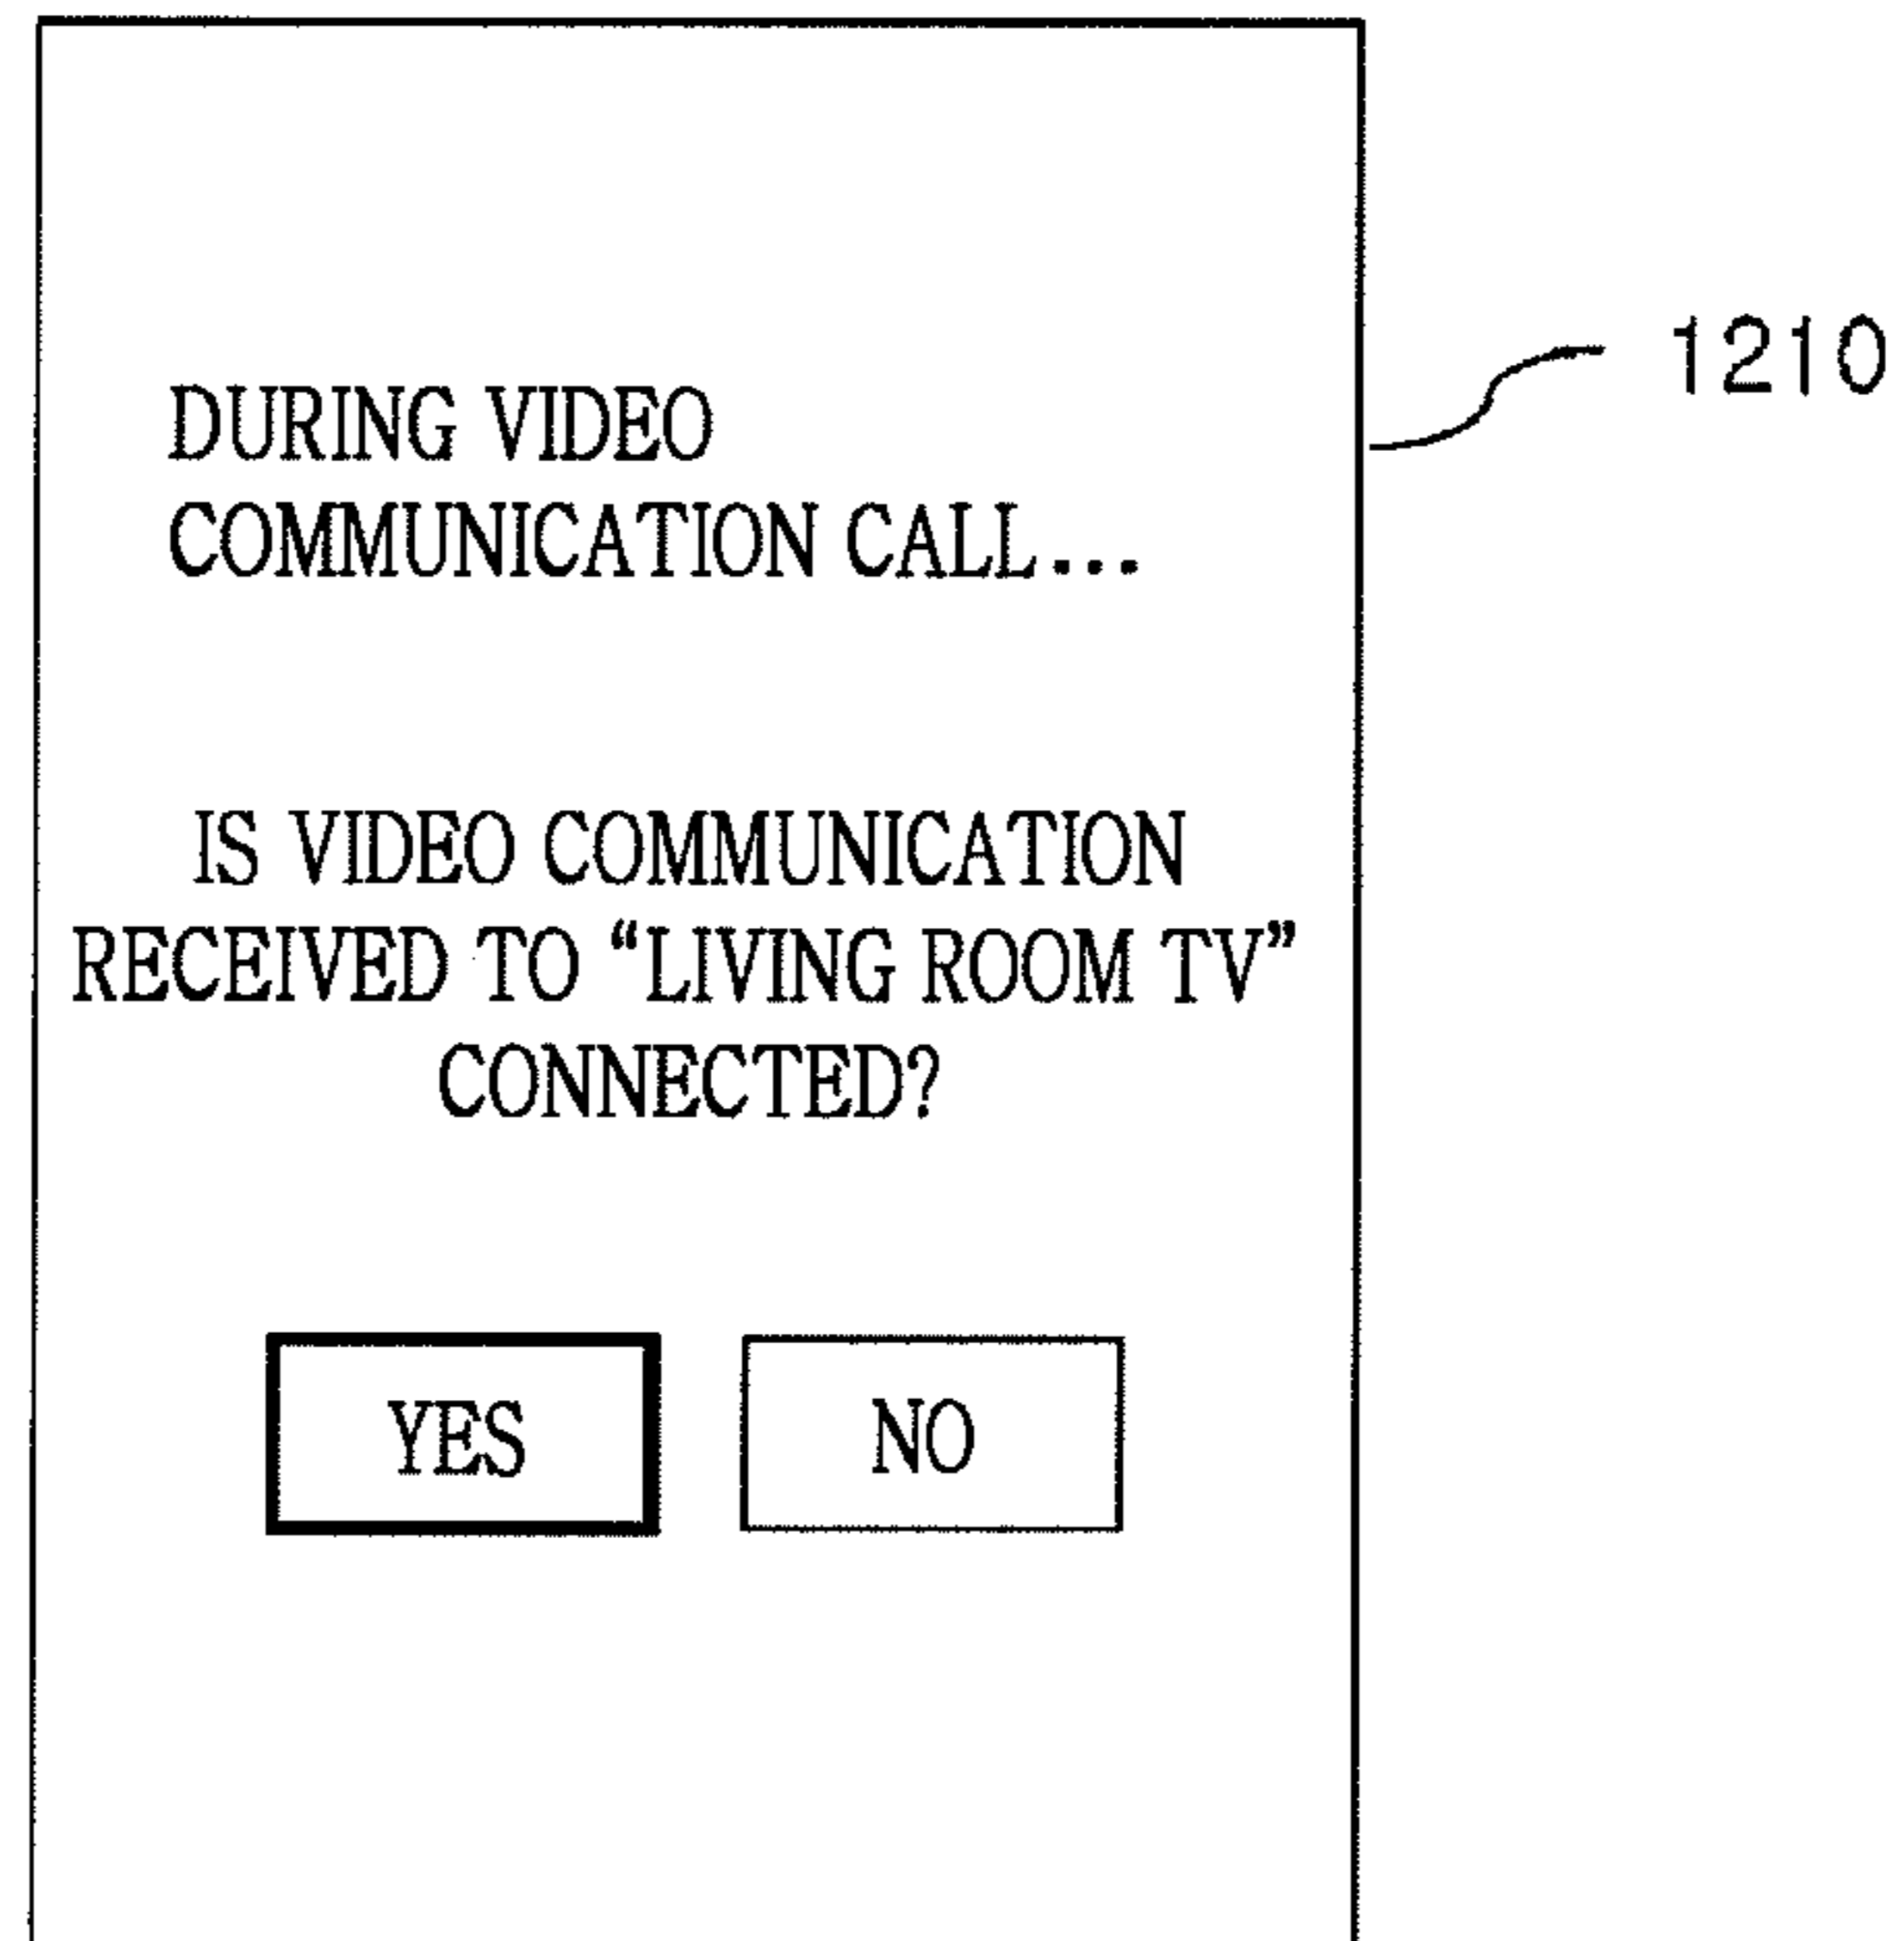 DURING VIDEO
COMMUNICATION CALL...
1210
IS VIDEO COMMUNICATION
RECEIVED TO “LIVING ROOM TV”
CONNECTED?
YES NO